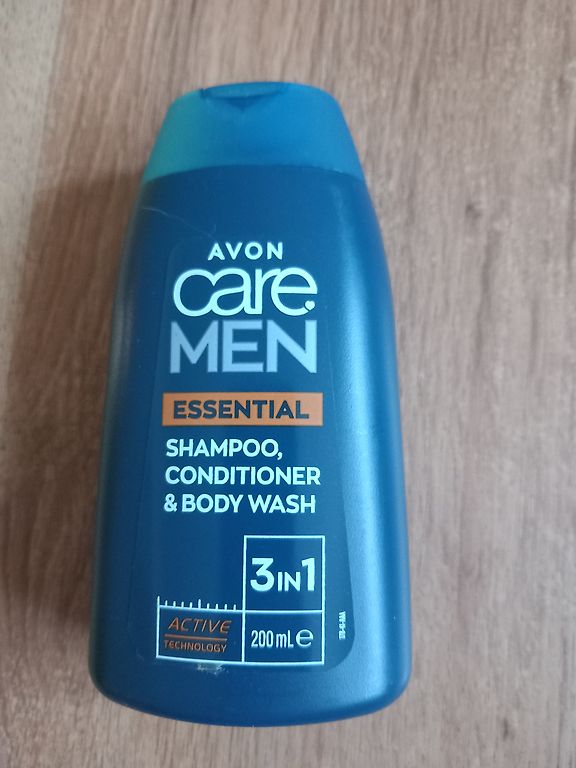 AVON
care
MEN
ESSENTIAL
SHAMPOO,
CONDITIONER
& BODY WASH
3IN1
ACTIVE
TECHNOLOGY
200 mL e